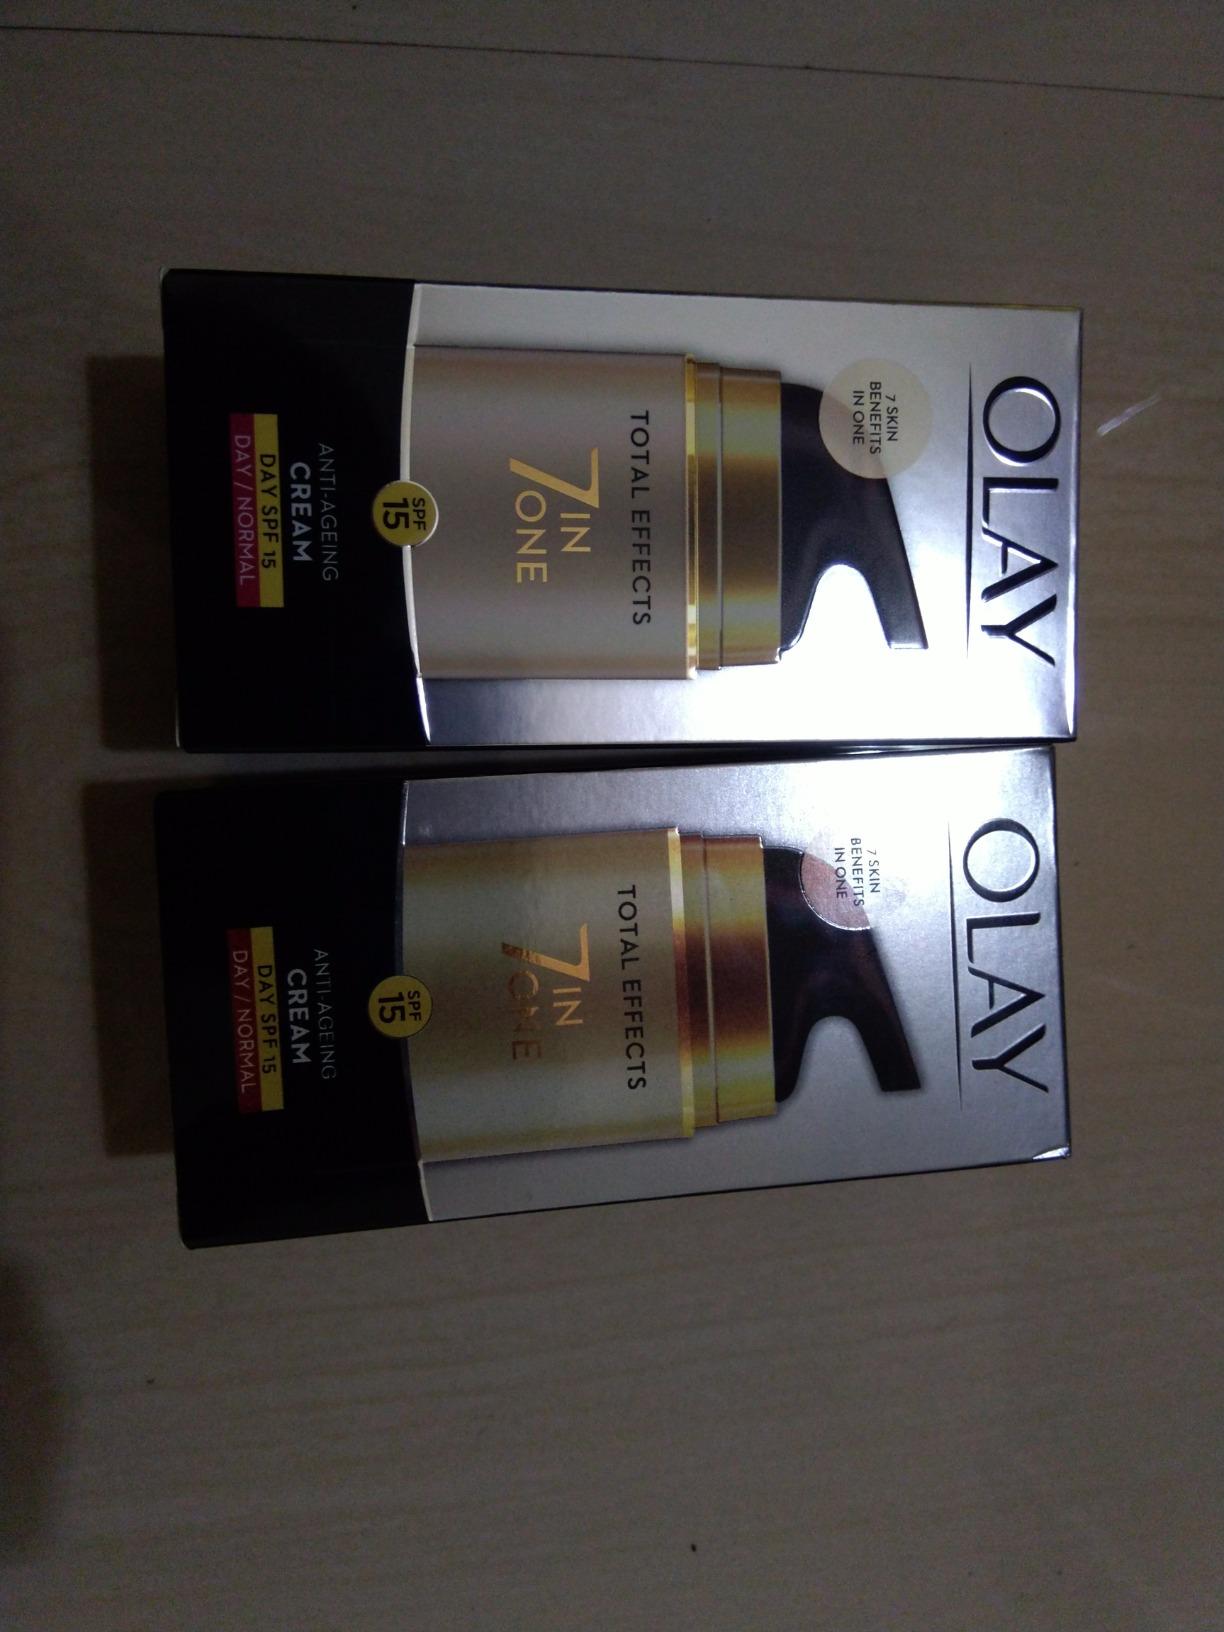 OLAY
7 SKIN
BENEFITS
IN ONE
TOTAL EFFECTS
7 IN
ONE
SPF
15
ANTI-AGEING
CREAM
DAY SPF 15
DAY / NORMAL
OLAY
7 SKIN
BENEFITS
IN ONE
TOTAL EFFECTS
7 IN
ONE
SPF
15
ANTI-AGEING
CREAM
DAY SPF 15
DAY / NORMAL